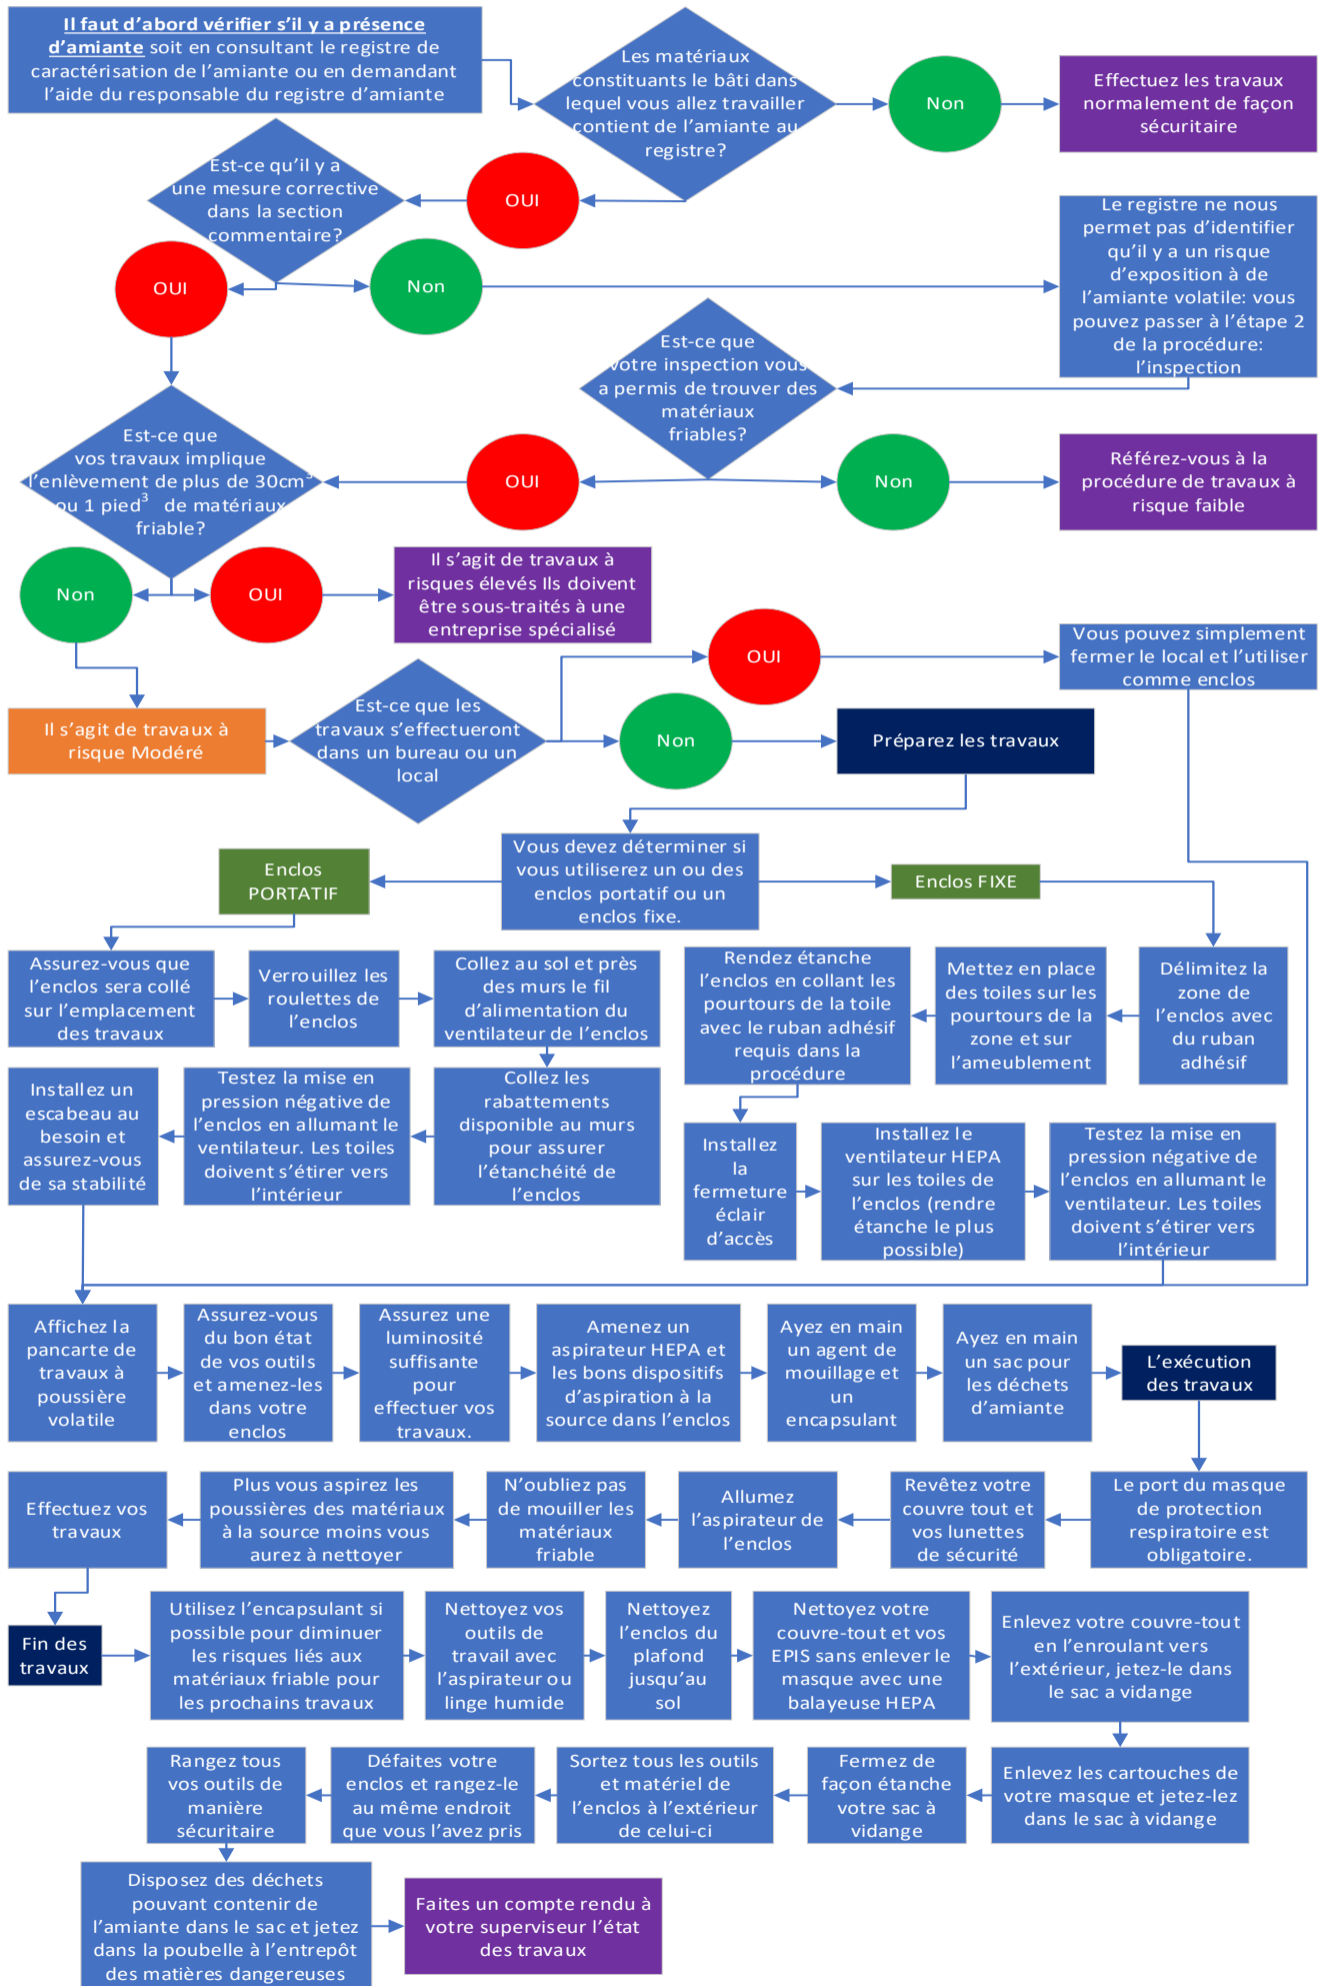 Il faut d'abord vérifier s'il y a présence
d'amiante soit en consultant le registre de
caractérisation de l'amiante ou en demandant
l'aide du responsable du registre d'amiante
Les matériaux
constituants le bâti dans
lequel vous allez travailler
contient de l'amiante au
registre?
Non
Effectuez les travaux
normalement de façon
sécuritaire
OUI
Est-ce qu'il y a
une mesure corrective
dans la section
commentaire?
OUI
Non
Le registre ne nous
permet pas d'identifier
qu'il y a un risque
d'exposition à de
l'amiante volatile: vous
pouvez passer à l'étape 2
de la procédure:
l'inspection
Est-ce que
votre inspection vous
a permis de trouver des
matériaux
friables?
OUI
Non
Référez-vous à la
procédure de travaux à
risque faible
Est-ce que
vos travaux implique
l'enlèvement de plus de 30cm³
ou 1 pied³ de matériaux
friable?
Non
OUI
Il s'agit de travaux à
risques élevés Ils doivent
être sous-traités à une
entreprise spécialisé
Il s'agit de travaux à
risque Modéré
Est-ce que les
travaux s'effectueront
dans un bureau ou un
local
OUI
Vous pouvez simplement
fermer le local et l'utiliser
comme enclos
Non
Préparez les travaux
Vous devez déterminer si
vous utiliserez un ou des
enclos portatif ou un
enclos fixe.
Enclos
PORTATIF
Enclos FIXE
Assurez-vous que
l'enclos sera collé
sur l'emplacement
des travaux
Verrouillez les
roulettes de
l'enclos
Collez au sol et près
des murs le fil
d'alimentation du
ventilateur de l'enclos
Collez les
rabattements
disponible au murs
pour assurer
l'étanchéité de
l'enclos
Testez la mise en
pression négative de
l'enclos en allumant le
ventilateur. Les toiles
doivent s'étirer vers
l'intérieur
Installez un
escabeau au
besoin et
assurez-vous
de sa stabilité
Délimitez la
zone de
l'enclos avec
du ruban
adhésif
Mettez en place
des toiles sur les
pourtours de la
zone et sur
l'ameublement
Rendez étanche
l'enclos en collant les
pourtours de la toile
avec le ruban adhésif
requis dans la
procédure
Installez
la
fermeture
éclair
d'accès
Installez le
ventilateur HEPA
sur les toiles de
l'enclos (rendre
étanche le plus
possible)
Testez la mise en
pression négative de
l'enclos en allumant le
ventilateur. Les toiles
doivent s'étirer vers
l'intérieur
Affichez la
pancarte de
travaux à
poussière
volatile
Assurez-vous
du bon état
de vos outils
et amenez-les
dans votre
enclos
Assurez une
luminosité
suffisante
pour
effectuer vos
travaux.
Amenez un
aspirateur HEPA et
les bons dispositifs
d'aspiration à la
source dans l'enclos
Ayez en main
un agent de
mouillage et
un
encapsulant
Ayez en main
un sac pour
les déchets
d'amiante
L'exécution
des travaux
Le port du masque
de protection
respiratoire est
obligatoire.
Revêtez votre
couvre tout et
vos lunettes
de sécurité
Allumez
l'aspirateur de
l'enclos
N'oubliez pas
de mouiller les
matériaux
friable
Plus vous aspirez les
poussières des matériaux
à la source moins vous
aurez à nettoyer
Effectuez vos
travaux
Fin des
travaux
Utilisez l'encapsulant si
possible pour diminuer
les risques liés aux
matériaux friable pour
les prochains travaux
Nettoyez vos
outils de
travail avec
l'aspirateur ou
linge humide
Nettoyez
l'enclos du
plafond
jusqu'au
sol
Nettoyez votre
couvre-tout et vos
EPIS sans enlever le
masque avec une
balayeuse HEPA
Enlevez votre couvre-tout
en l'enroulant vers
l'extérieur, jetez-le dans
le sac a vidange
Enlevez les cartouches de
votre masque et jetez-lez
dans le sac à vidange
Fermez de
façon étanche
votre sac à
vidange
Sortez tous les outils
et matériel de
l'enclos à l'extérieur
de celui-ci
Défaites votre
enclos et rangez-le
au même endroit
que vous l'avez pris
Rangez tous
vos outils de
manière
sécuritaire
Disposez des déchets
pouvant contenir de
l'amiante dans le sac et jetez
dans la poubelle à l'entrepôt
des matières dangereuses
Faites un compte rendu à
votre superviseur l'état
des travaux